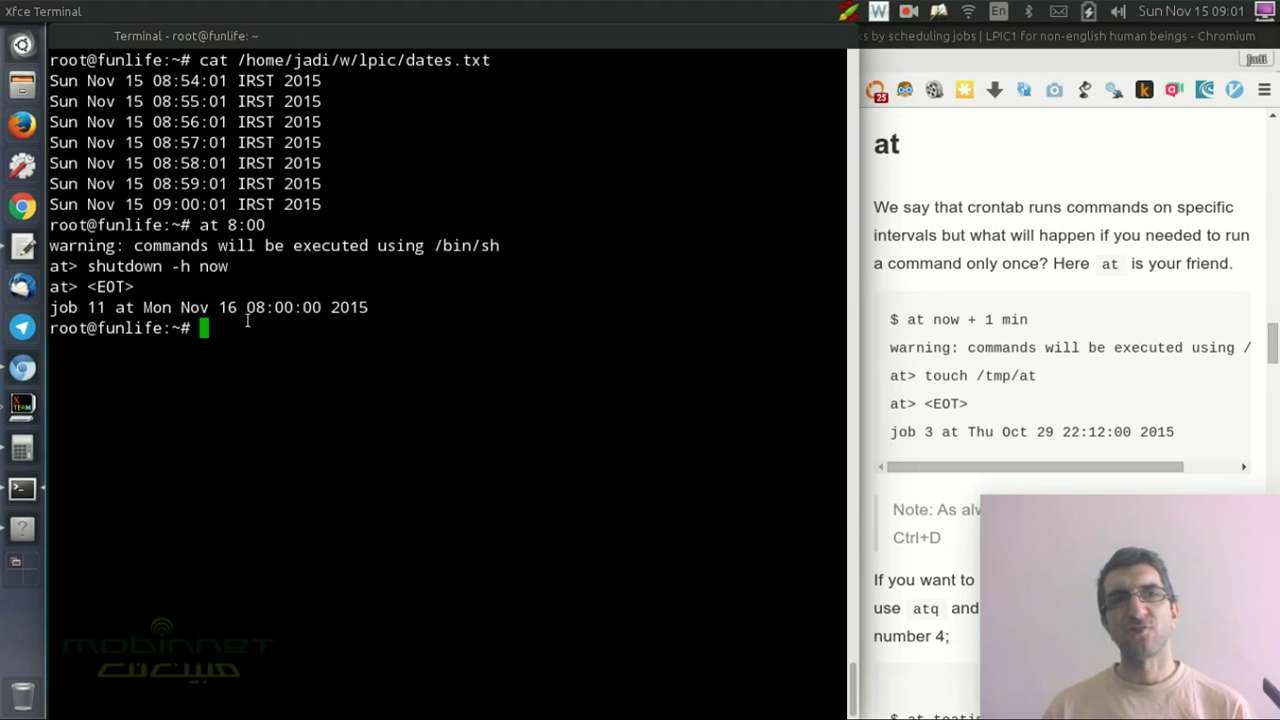 Xfce Terminal
En
Sun Nov 15 09:01
Terminal - root@funlife: ~
ks by scheduling jobs | LPIC1 for non-english human beings - Chromium
Jadi
25
root@funlife:~# cat /home/jadi/w/lpic/dates.txt
Sun Nov 15 08:54:01 IRST 2015
Sun Nov 15 08:55:01 IRST 2015
Sun Nov 15 08:56:01 IRST 2015
Sun Nov 15 08:57:01 IRST 2015
Sun Nov 15 08:58:01 IRST 2015
Sun Nov 15 08:59:01 IRST 2015
Sun Nov 15 09:00:01 IRST 2015
root@funlife:~# at 8:00
warning: commands will be executed using /bin/sh
at> shutdown -h now
at> <EOT>
job 11 at Mon Nov 16 08:00:00 2015
root@funlife:~#
mobinnet
مبین نت
at
We say that crontab runs commands on specific
intervals but what will happen if you needed to run
a command only once? Here at is your friend.
$ at now + 1 min
warning: commands will be executed using /
at> touch /tmp/at
at> <EOT>
job 3 at Thu Oct 29 22:12:00 2015
Note: As alw
Ctrl+D
If you want to
use atq and
number 4;